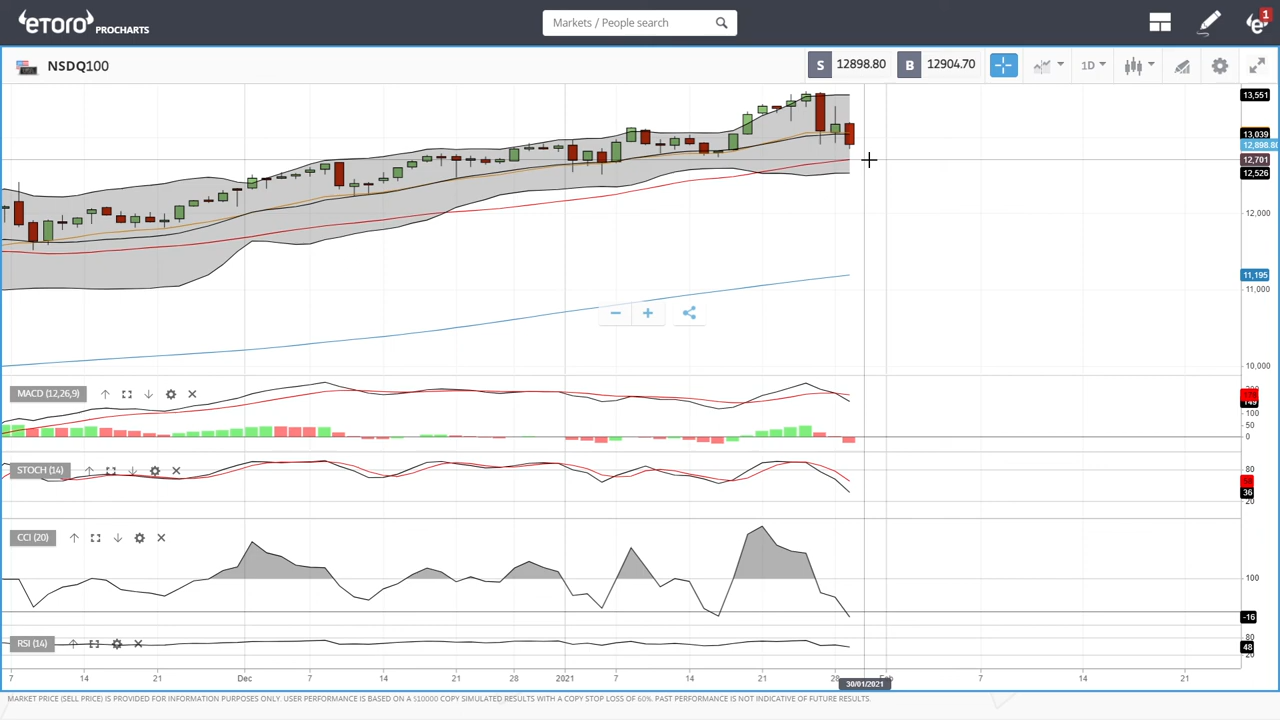 eToro PROCHARTS
Markets / People search
1
NSDQ100
S 12898.80 B 12904.70
1D
13,551
13,039
12,898.80
12,701
12,526
12,000
11,195
11,000
10,000
MACD (12,26,9)
149
100
50
0
STOCH (14)
80
36
20
CCI (20)
100
-16
RSI (14)
80
48
20
7 14 21 Dec 7 14 21 28 2021 7 14 21 28 7 14 21
30/01/2021
MARKET PRICE (SELL PRICE) IS PROVIDED FOR INFORMATION PURPOSES ONLY. USER PERFORMANCE IS BASED ON A $10000 COPY SIMULATED RESULTS WITH A COPY STOP LOSS OF 60%. PAST PERFORMANCE IS NOT INDICATIVE OF FUTURE RESULTS.